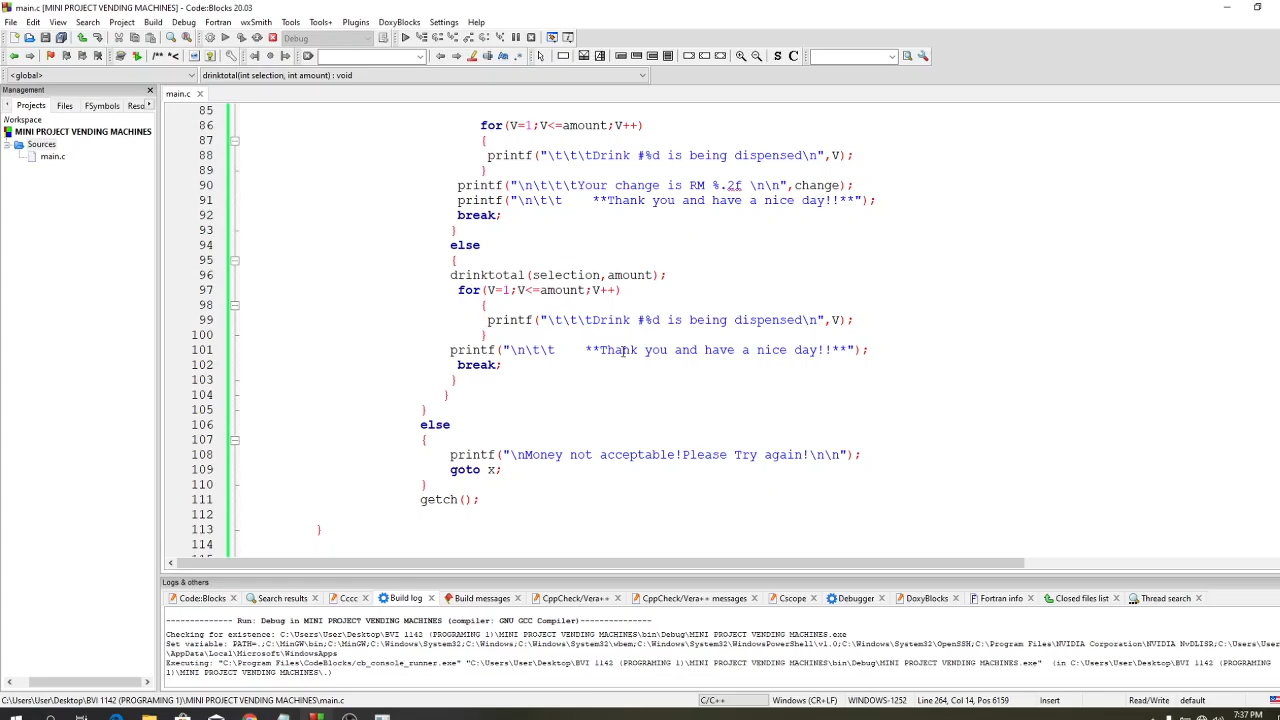 main.c [MINI PROJECT VENDING MACHINES] - Code::Blocks 20.03
File Edit View Search Project Build Debug Fortran wxSmith Tools Tools+ Plugins DoxyBlocks Settings Help
Debug
/** *<
S C
<global>
drinktotal(int selection, int amount) : void
Management
main.c
Projects Files FSymbols Reso
Workspace
MINI PROJECT VENDING MACHINES
Sources
main.c
85
86 for(V=1;V<=amount;V++)
87 {
88 printf("\t\t\tDrink #%d is being dispensed\n",V);
89 }
90 printf("\n\t\t\tYour change is RM %.2f \n\n",change);
91 printf("\n\t\t    **Thank you and have a nice day!!**");
92 break;
93 }
94 else
95 {
96 drinktotal(selection,amount);
97 for(V=1;V<=amount;V++)
98 {
99 printf("\t\t\tDrink #%d is being dispensed\n",V);
100 }
101 printf("\n\t\t    **Thank you and have a nice day!!**");
102 break;
103 }
104 }
105 }
106 else
107 {
108 printf("\nMoney not acceptable!Please Try again!\n\n");
109 goto x;
110 }
111 getch();
112
113 }
114
Logs & others
Code::Blocks Search results Cccc Build log Build messages CppCheck/Vera++ CppCheck/Vera++ messages Cscope Debugger DoxyBlocks Fortran info Closed files list Thread search
-------------- Run: Debug in MINI PROJECT VENDING MACHINES (compiler: GNU GCC Compiler)---------------
Checking for existence: C:\Users\User\Desktop\BVI 1142 (PROGRAMING 1)\MINI PROJECT VENDING MACHINES\bin\Debug\MINI PROJECT VENDING MACHINES.exe
Set variable: PATH=.;C:\MinGW\bin;C:\MinGW;C:\Windows\System32;C:\Windows;C:\Windows\System32\wbem;C:\Windows\System32\WindowsPowerShell\v1.0;C:\Windows\System32\OpenSSH;C:\Program Files\NVIDIA Corporation\NVIDIA NvDLISR;C:\Users
\AppData\Local\Microsoft\WindowsApps
Executing: "C:\Program Files\CodeBlocks/cb_console_runner.exe" "C:\Users\User\Desktop\BVI 1142 (PROGRAMING 1)\MINI PROJECT VENDING MACHINES\bin\Debug\MINI PROJECT VENDING MACHINES.exe" (in C:\Users\User\Desktop\BVI 1142 (PROGRAMING
1)\MINI PROJECT VENDING MACHINES\.)
C:\Users\User\Desktop\BVI 1142 (PROGRAMING 1)\MINI PROJECT VENDING MACHINES\main.c C/C++ Windows (CR+LF) WINDOWS-1252 Line 264, Col 14, Pos 6159 Insert Read/Write default
7:37 PM